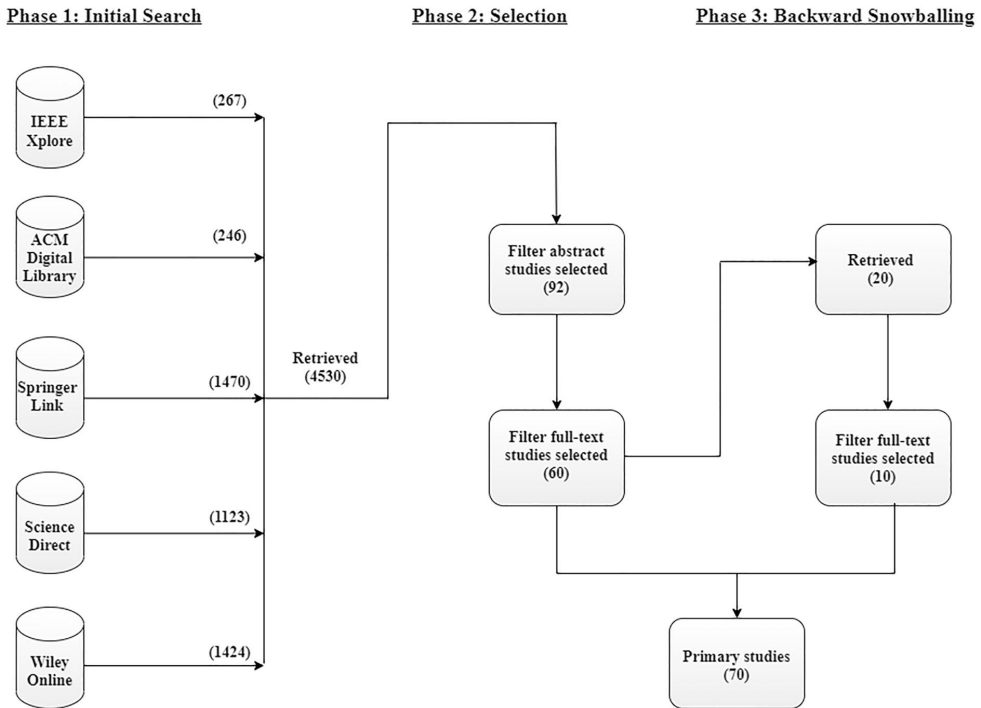 Phase 1: Initial Search
Phase 2: Selection
Phase 3: Backward Snowballing
IEEE
Xplore
(267)
ACM
Digital
Library
(246)
Springer
Link
(1470)
Science
Direct
(1123)
Wiley
Online
(1424)
Retrieved
(4530)
Filter abstract
studies selected
(92)
Filter full-text
studies selected
(60)
Retrieved
(20)
Filter full-text
studies selected
(10)
Primary studies
(70)